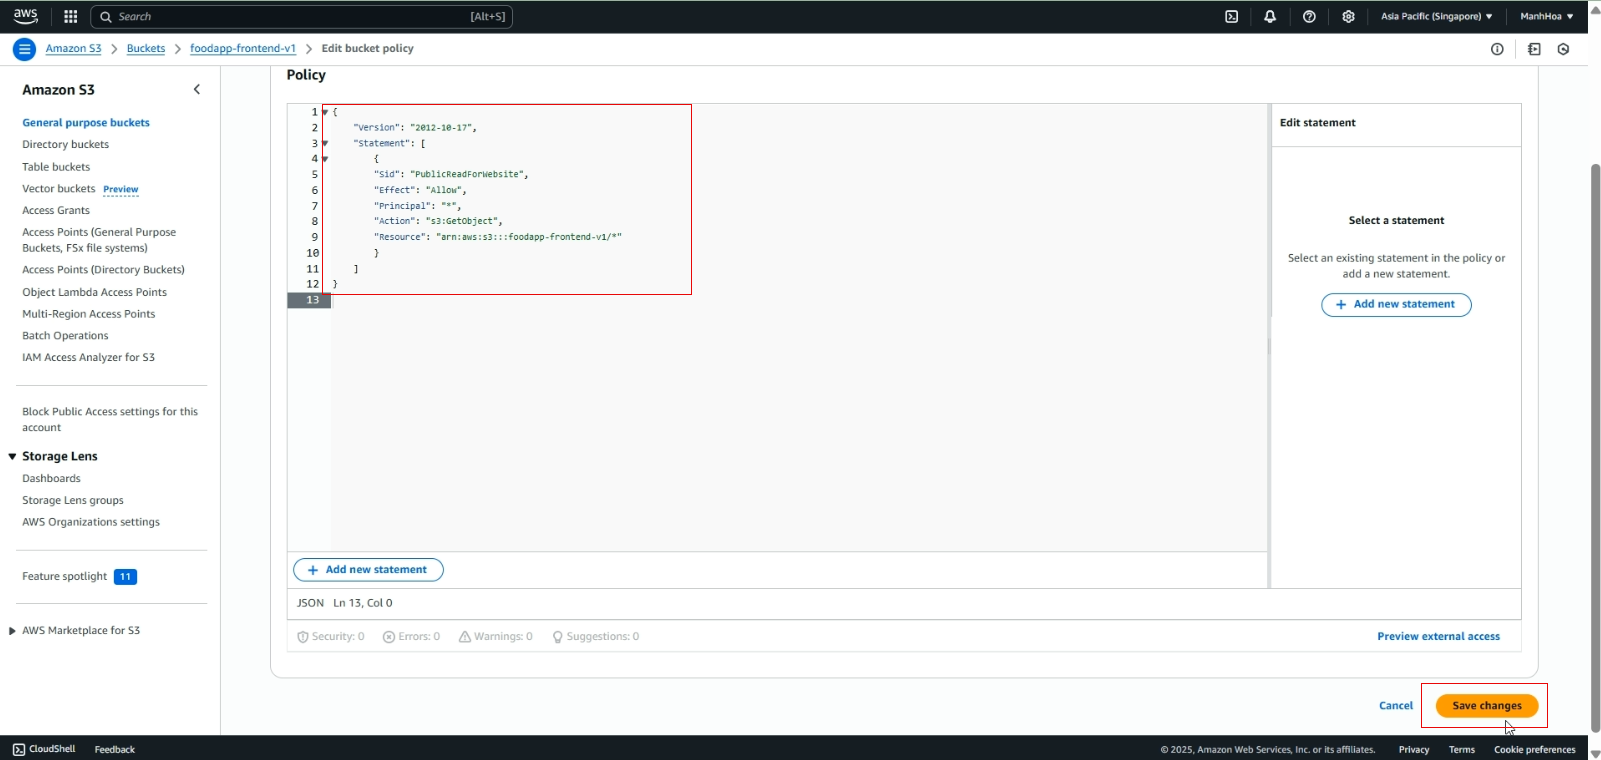 aws
Search [Alt+S]
Asia Pacific (Singapore) ▼
ManhHoa ▼
Amazon S3 > Buckets > foodapp-frontend-v1 > Edit bucket policy
Amazon S3
General purpose buckets
Directory buckets
Table buckets
Vector buckets Preview
Access Grants
Access Points (General Purpose
Buckets, FSx file systems)
Access Points (Directory Buckets)
Object Lambda Access Points
Multi-Region Access Points
Batch Operations
IAM Access Analyzer for S3
Block Public Access settings for this
account
Storage Lens
Dashboards
Storage Lens groups
AWS Organizations settings
Feature spotlight 11
AWS Marketplace for S3
Policy
1 {
2 "Version": "2012-10-17",
3 "Statement": [
4 {
5 "Sid": "PublicReadForWebsite",
6 "Effect": "Allow",
7 "Principal": "*",
8 "Action": "s3:GetObject",
9 "Resource": "arn:aws:s3:::foodapp-frontend-v1/*"
10 }
11 ]
12 }
13
+ Add new statement
JSON Ln 13, Col 0
Security: 0 Errors: 0 Warnings: 0 Suggestions: 0
Preview external access
Edit statement
Select a statement
Select an existing statement in the policy or
add a new statement.
+ Add new statement
Cancel
Save changes
CloudShell Feedback
© 2025, Amazon Web Services, Inc. or its affiliates. Privacy Terms Cookie preferences